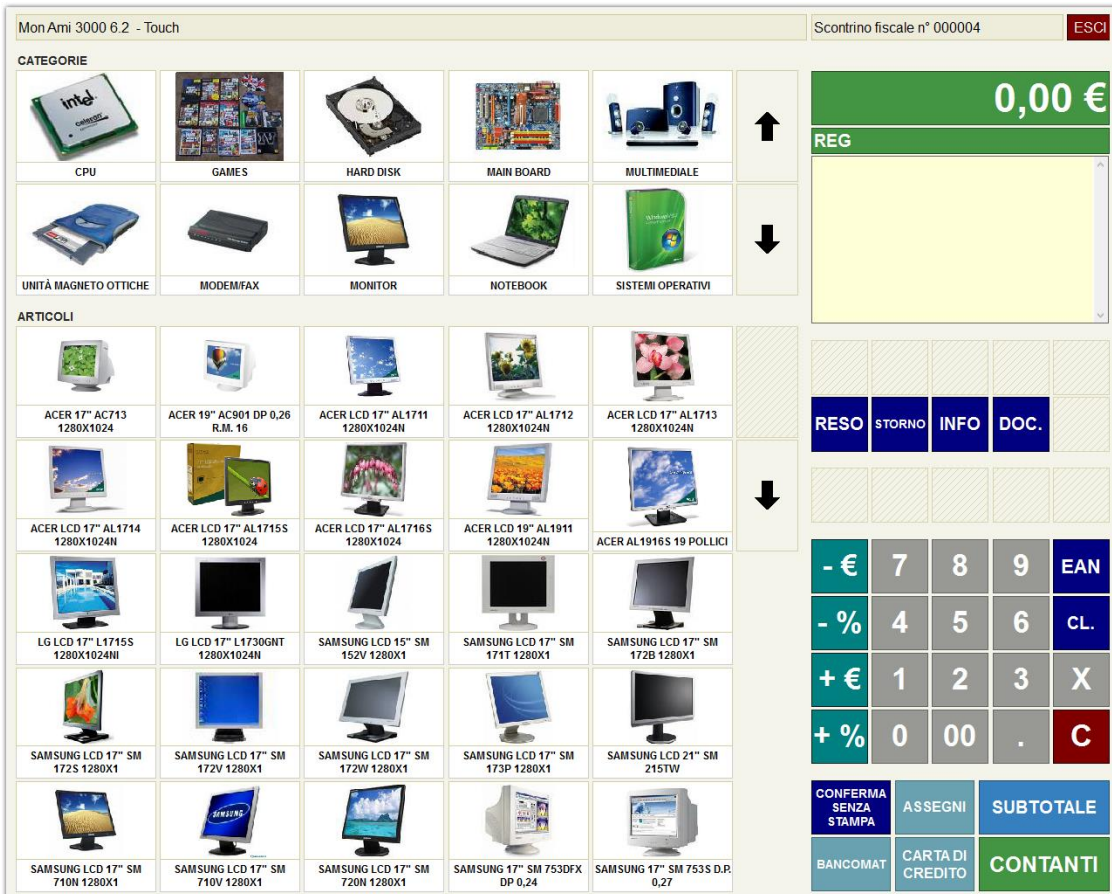 Mon Ami 3000 6.2 - Touch
Scontrino fiscale n° 000004
ESCI
CATEGORIE
intel
celeron
CPU
GAMES
HARD DISK
MAIN BOARD
MULTIMEDIALE
UNITÀ MAGNETO OTTICHE
MODEM/FAX
MONITOR
NOTEBOOK
SISTEMI OPERATIVI
0,00 €
REG
ARTICOLI
ACER 17" AC713
1280X1024
ACER 19" AC901 DP 0,26
R.M. 16
ACER LCD 17" AL1711
1280X1024N
ACER LCD 17" AL1712
1280X1024N
ACER LCD 17" AL1713
1280X1024N
ACER LCD 17" AL1714
1280X1024N
ACER LCD 17" AL1715S
1280X1024
ACER LCD 17" AL1716S
1280X1024
ACER LCD 19" AL1911
1280X1024N
ACER AL1916S 19 POLLICI
LG LCD 17" L1715S
1280X1024NI
LG LCD 17" L1730GNT
1280X1024N
SAMSUNG LCD 15" SM
152V 1280X1
SAMSUNG LCD 17" SM
171T 1280X1
SAMSUNG LCD 17" SM
172B 1280X1
SAMSUNG LCD 17" SM
172S 1280X1
SAMSUNG LCD 17" SM
172V 1280X1
SAMSUNG LCD 17" SM
172W 1280X1
SAMSUNG LCD 17" SM
173P 1280X1
SAMSUNG LCD 21" SM
215TW
SAMSUNG
SAMSUNG LCD 17" SM
710N 1280X1
SAMSUNG LCD 17" SM
710V 1280X1
SAMSUNG LCD 17" SM
720N 1280X1
SAMSUNG 17" SM 753DFX
DP 0,24
SAMSUNG 17" SM 753S D.P.
0,27
RESO
STORNO
INFO
DOC.
- €
7
8
9
EAN
- %
4
5
6
CL.
+ €
1
2
3
X
+ %
0
00
.
C
CONFERMA
SENZA
STAMPA
ASSEGNI
SUBTOTALE
BANCOMAT
CARTA DI
CREDITO
CONTANTI